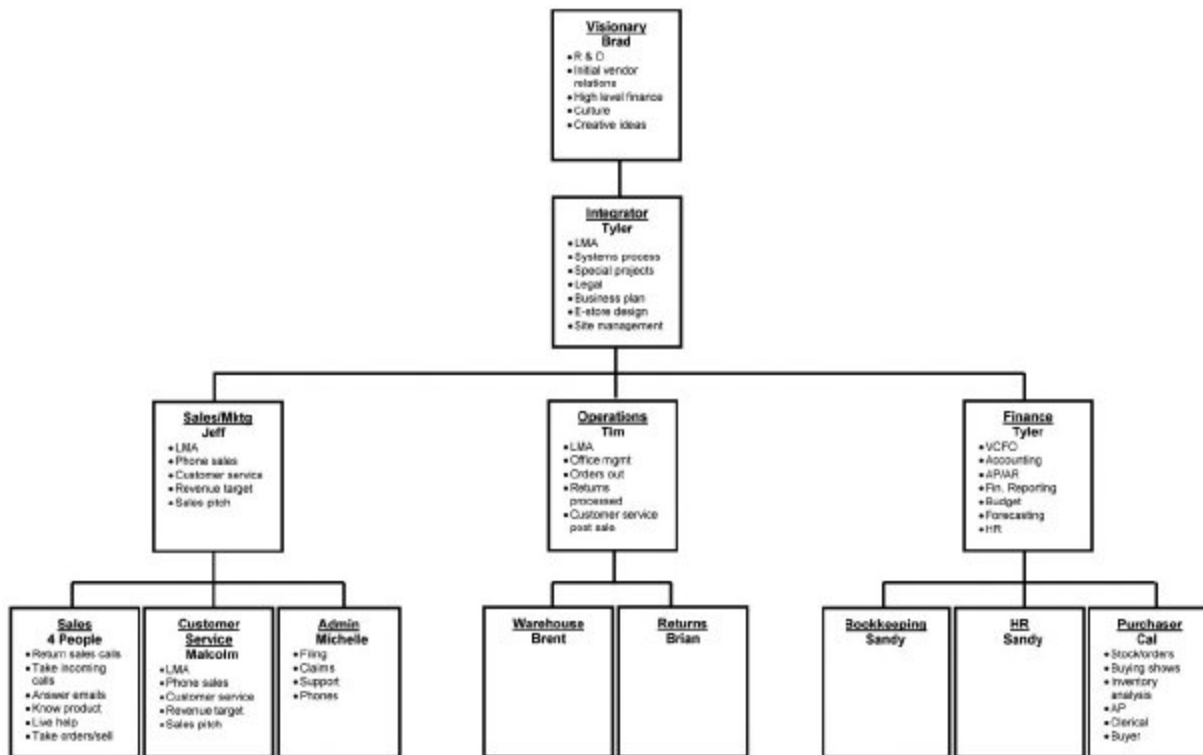 Visionary
Brad
• R & D
• Initial vendor
relations
• High level finance
• Culture
• Creative ideas
Integrator
Tyler
• LMA
• Systems process
• Special projects
• Legal
• Business plan
• E-store design
• Site management
Sales/Mktg
Jeff
• LMA
• Phone sales
• Customer service
• Revenue target
• Sales pitch
Operations
Tim
• LMA
• Office mgmt
• Orders out
• Returns
processed
• Customer service
post sale
Finance
Tyler
• VCFO
• Accounting
• AP/AR
• Fin. Reporting
• Budget
• Forecasting
• HR
Sales
4 People
• Return sales calls
• Take incoming
calls
• Answer emails
• Know product
• Live help
• Take orders/sell
Customer
Service
Malcolm
• LMA
• Phone sales
• Customer service
• Revenue target
• Sales pitch
Admin
Michelle
• Filing
• Claims
• Support
• Phones
Warehouse
Brent
Returns
Brian
Bookkeeping
Sandy
HR
Sandy
Purchaser
Cal
• Stock/orders
• Buying shows
• Inventory
analysis
• AP
• Clerical
• Buyer